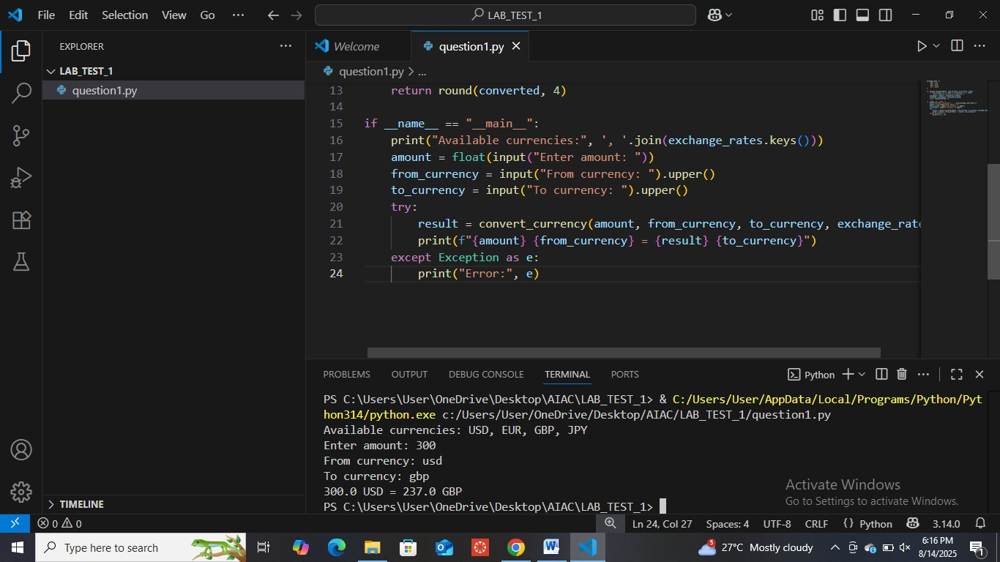 File Edit Selection View Go ... LAB_TEST_1
EXPLORER
LAB_TEST_1
question1.py
TIMELINE
Welcome question1.py
question1.py > ...
13 return round(converted, 4)
14
15 if __name__ == "__main__":
16 print("Available currencies:", ', '.join(exchange_rates.keys()))
17 amount = float(input("Enter amount: "))
18 from_currency = input("From currency: ").upper()
19 to_currency = input("To currency: ").upper()
20 try:
21 result = convert_currency(amount, from_currency, to_currency, exchange_rate
22 print(f"{amount} {from_currency} = {result} {to_currency}")
23 except Exception as e:
24 print("Error:", e)
PROBLEMS OUTPUT DEBUG CONSOLE TERMINAL PORTS Python
PS C:\Users\User\OneDrive\Desktop\AIAC\LAB_TEST_1> & C:/Users/User/AppData/Local/Programs/Python/Pyt
hon314/python.exe c:/Users/User/OneDrive/Desktop/AIAC/LAB_TEST_1/question1.py
Available currencies: USD, EUR, GBP, JPY
Enter amount: 300
From currency: usd
To currency: gbp
300.0 USD = 237.0 GBP
PS C:\Users\User\OneDrive\Desktop\AIAC\LAB_TEST_1>
Activate Windows
Go to Settings to activate Windows.
0 0 Ln 24, Col 27 Spaces: 4 UTF-8 CRLF {} Python 3.14.0
Type here to search 5 27°C Mostly cloudy 6:16 PM
8/14/2025 1